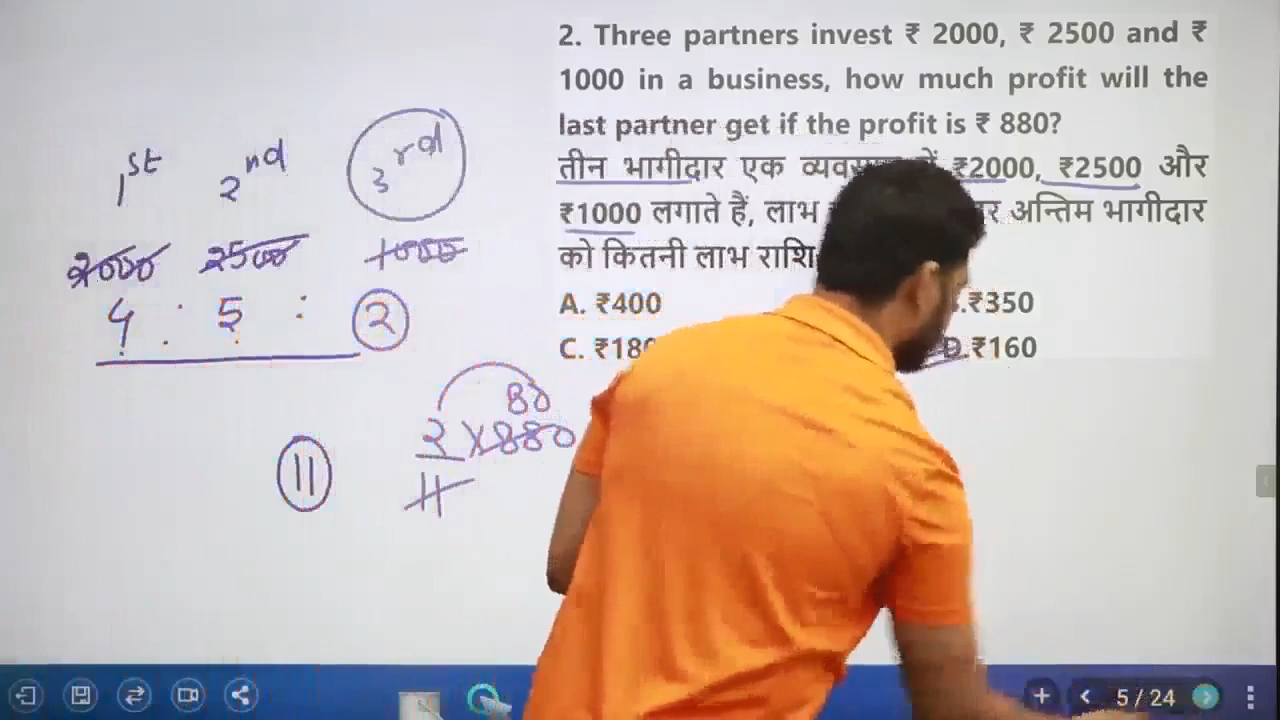 2. Three partners invest ₹ 2000, ₹ 2500 and ₹
1000 in a business, how much profit will the
last partner get if the profit is ₹ 880?
तीन भागीदार एक ₹2000, ₹2500 और
₹1000 लगाते हैं, लाभ अन्तिम भागीदार
को कितनी लाभ राशि
A. ₹400 ₹350
C. D.₹160
1st 2nd 3rd
2000 2500 1000
4 : 5 : 2
80
2 × 880
11
11
5 / 24